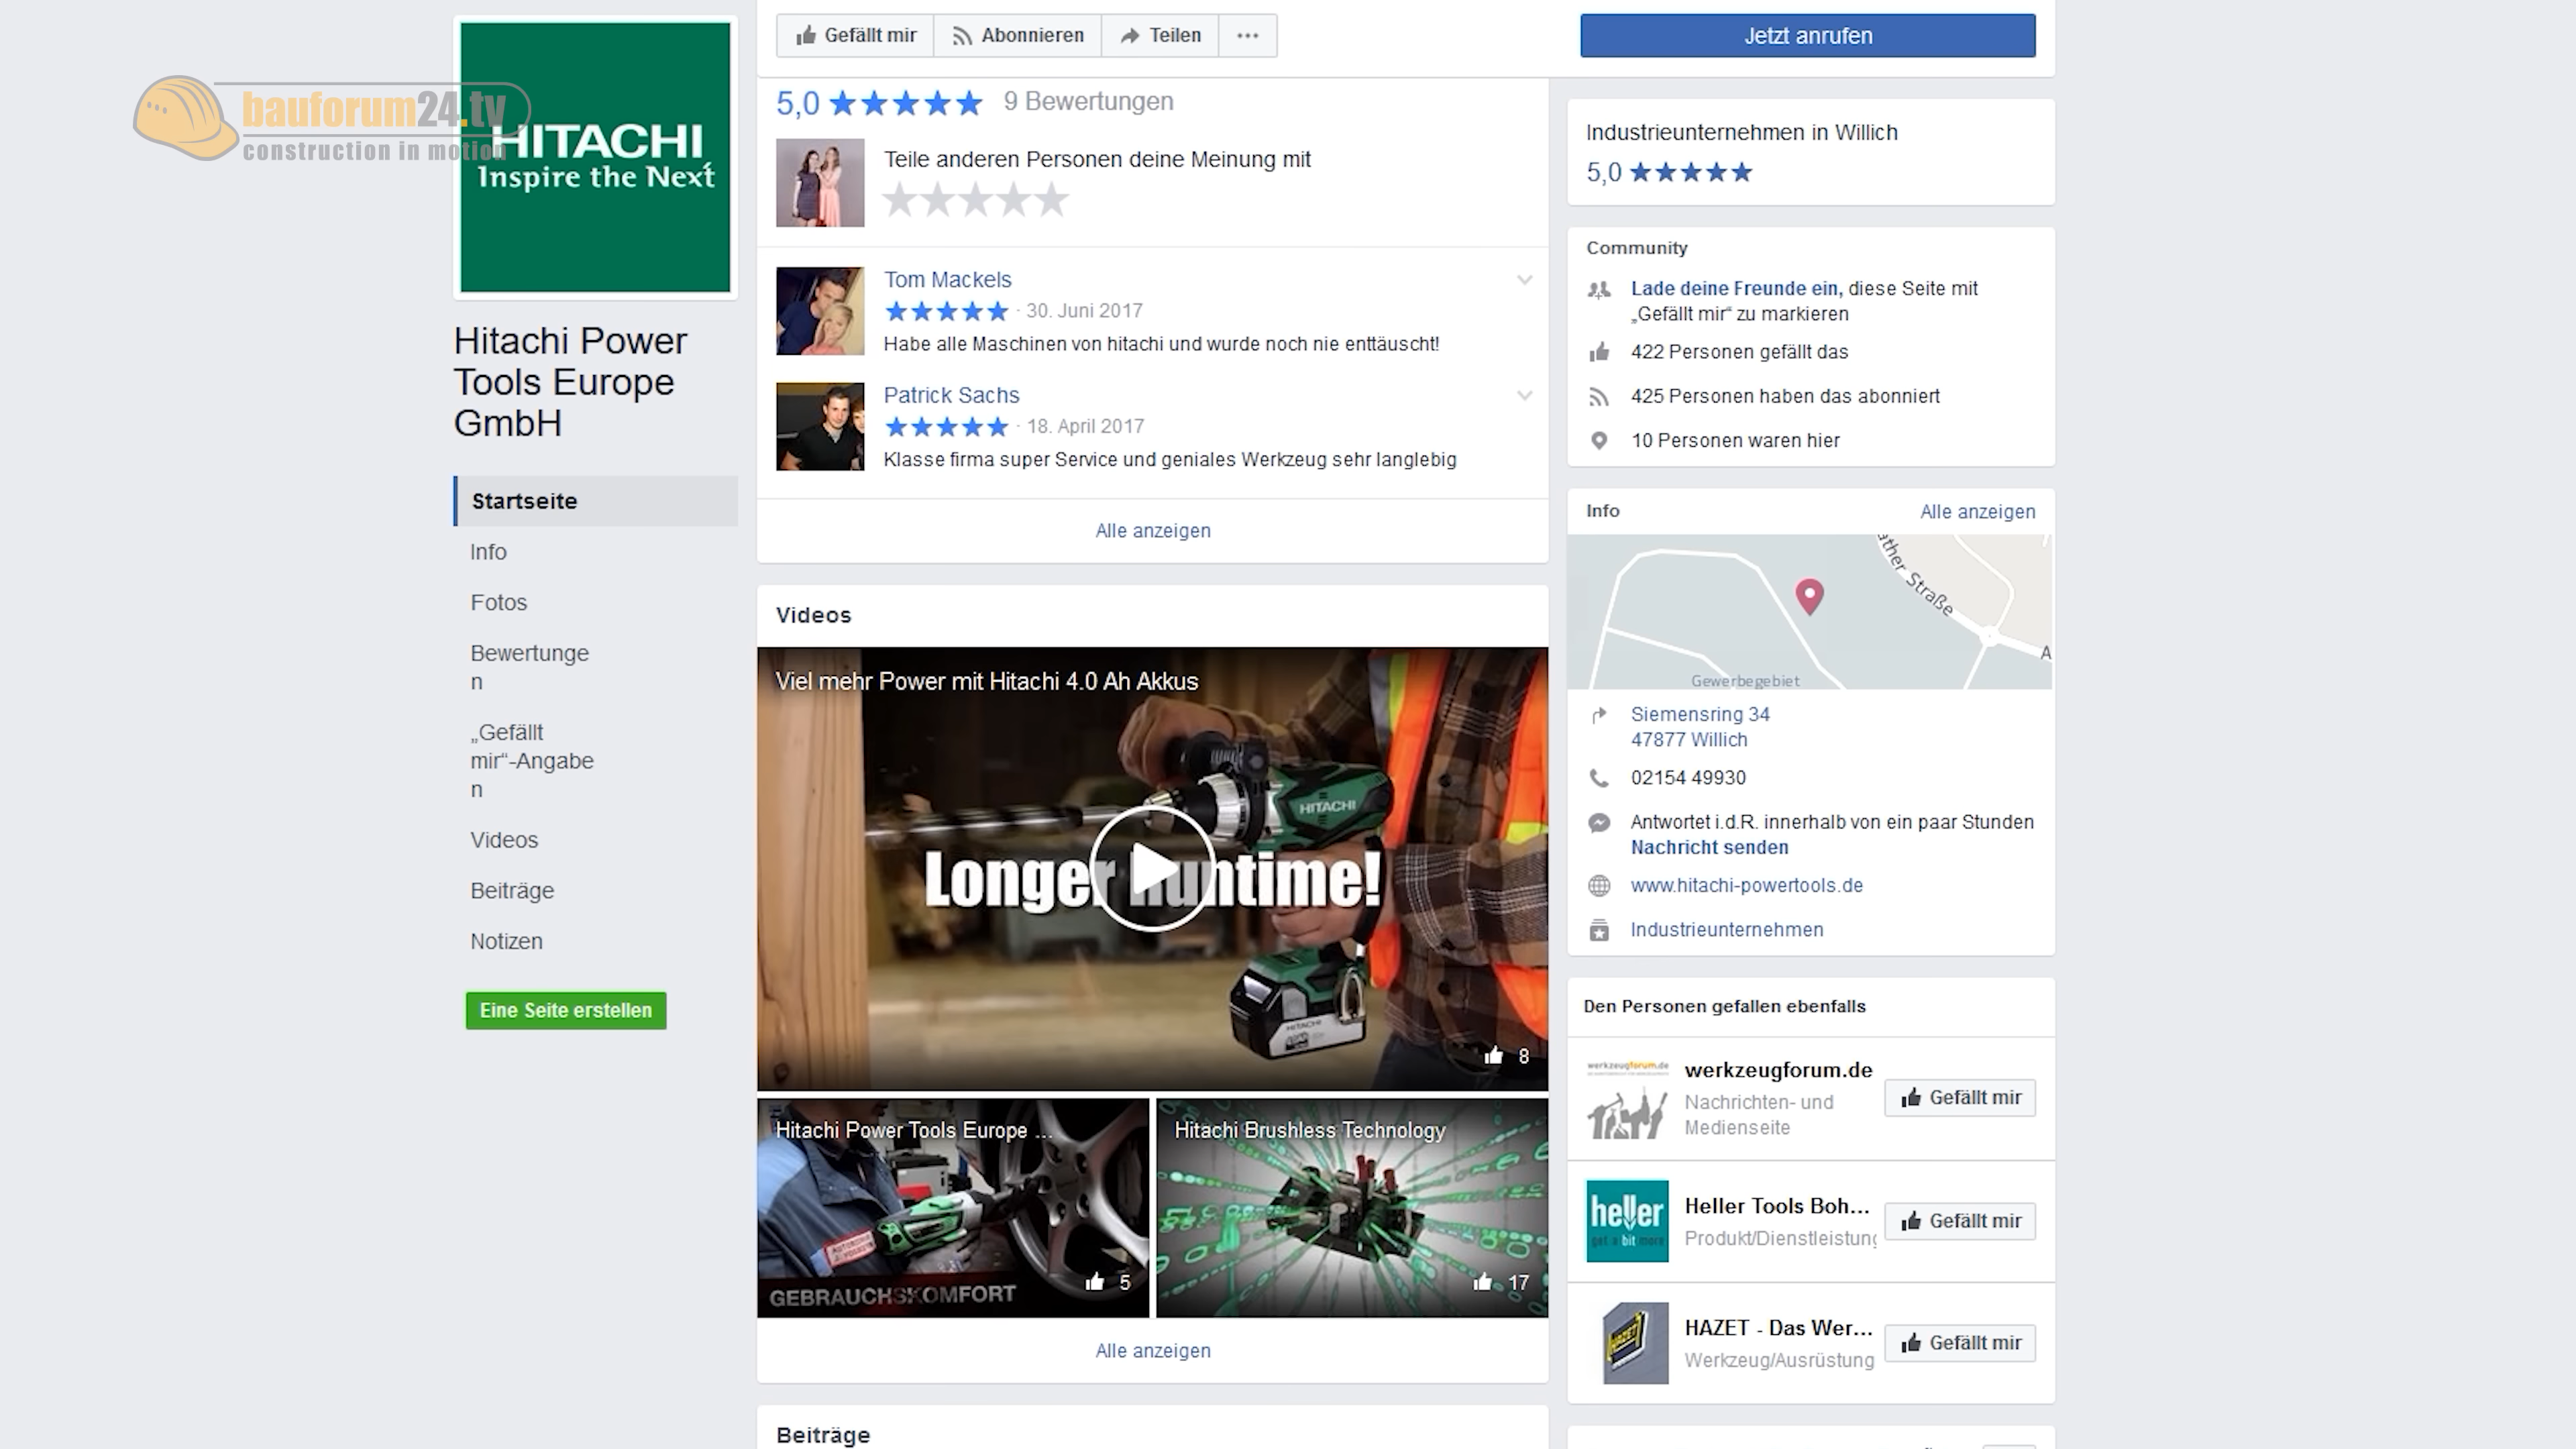 bauforum24.tv
construction in motion
HITACHI
Inspire the Next
Hitachi Power
Tools Europe
GmbH
Startseite
Info
Fotos
Bewertunge
n
„Gefällt
mir“-Angabe
n
Videos
Beiträge
Notizen
Eine Seite erstellen
Gefällt mir
Abonnieren
Teilen
Jetzt anrufen
5,0 9 Bewertungen
Teile anderen Personen deine Meinung mit
Tom Mackels
· 30. Juni 2017
Habe alle Maschinen von hitachi und wurde noch nie enttäuscht!
Patrick Sachs
· 18. April 2017
Klasse firma super Service und geniales Werkzeug sehr langlebig
Alle anzeigen
Videos
Viel mehr Power mit Hitachi 4.0 Ah Akkus
HITACHI
Longer runtime!
HITACHI
8
Hitachi Power Tools Europe ...
GEBRAUCHSKOMFORT
5
Hitachi Brushless Technology
17
Alle anzeigen
Beiträge
Industrieunternehmen in Willich
5,0
Community
Lade deine Freunde ein, diese Seite mit
„Gefällt mir“ zu markieren
422 Personen gefällt das
425 Personen haben das abonniert
10 Personen waren hier
Info
Alle anzeigen
ather Straße
A
Gewerbegebiet
Siemensring 34
47877 Willich
02154 49930
Antwortet i.d.R. innerhalb von ein paar Stunden
Nachricht senden
www.hitachi-powertools.de
Industrieunternehmen
Den Personen gefallen ebenfalls
werkzeugforum.de
werkzeugforum.de
Nachrichten- und
Medienseite
Gefällt mir
heller
get a bit more
Heller Tools Boh...
Produkt/Dienstleistung
Gefällt mir
HAZET
HAZET - Das Wer...
Werkzeug/Ausrüstung
Gefällt mir